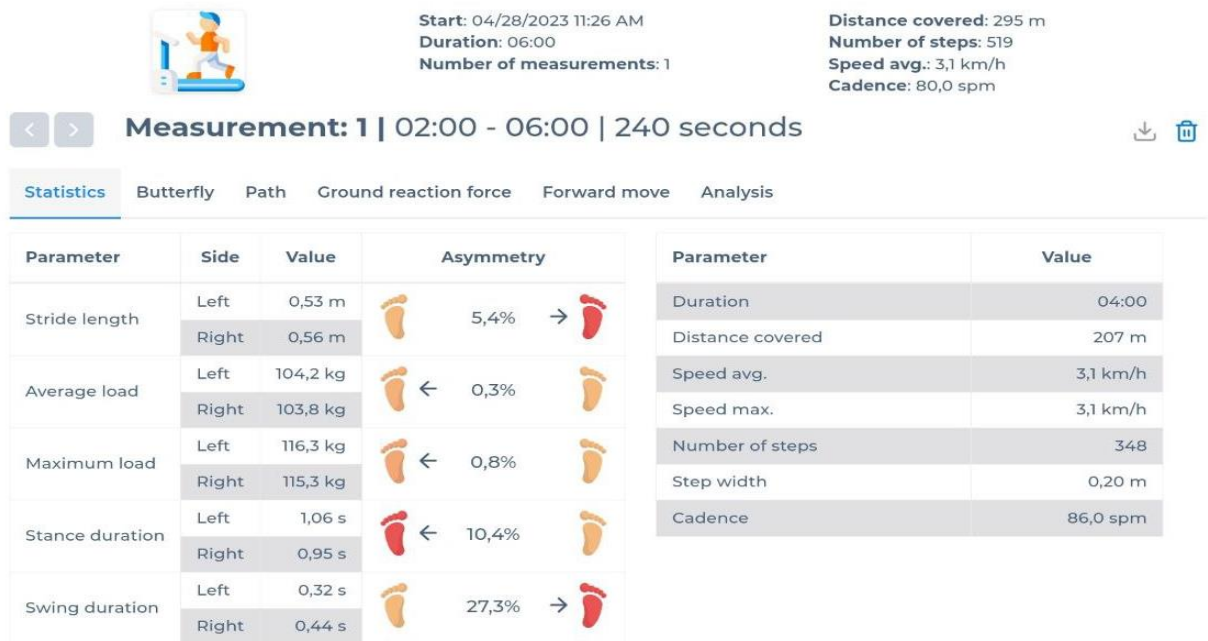 Start: 04/28/2023 11:26 AM
Duration: 06:00
Number of measurements: 1
Distance covered: 295 m
Number of steps: 519
Speed avg.: 3,1 km/h
Cadence: 80,0 spm
Measurement: 1 | 02:00 - 06:00 | 240 seconds
Statistics Butterfly Path Ground reaction force Forward move Analysis
Parameter Side Value Asymmetry
Stride length
Left 0,53 m
Right 0,56 m
5,4%
Average load
Left 104,2 kg
Right 103,8 kg
0,3%
Maximum load
Left 116,3 kg
Right 115,3 kg
0,8%
Stance duration
Left 1,06 s
Right 0,95 s
10,4%
Swing duration
Left 0,32 s
Right 0,44 s
27,3%
Parameter Value
Duration 04:00
Distance covered 207 m
Speed avg. 3,1 km/h
Speed max. 3,1 km/h
Number of steps 348
Step width 0,20 m
Cadence 86,0 spm